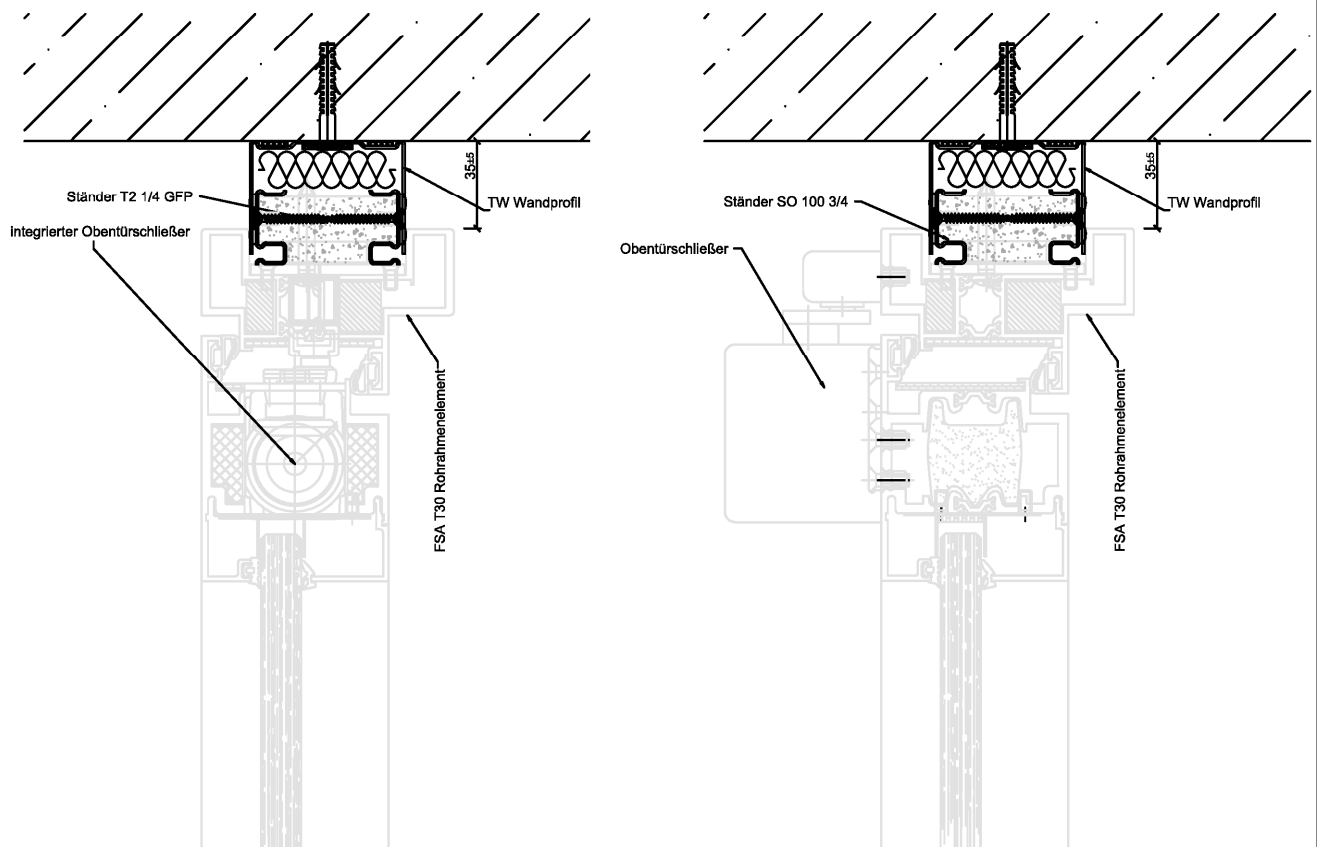 35±5
Ständer T2 1/4 GFP
TW Wandprofil
integrierter Obentürschließer
FSA T30 Rohrahmenelement
35±5
Ständer SO 100 3/4
TW Wandprofil
Obentürschließer
FSA T30 Rohrahmenelement